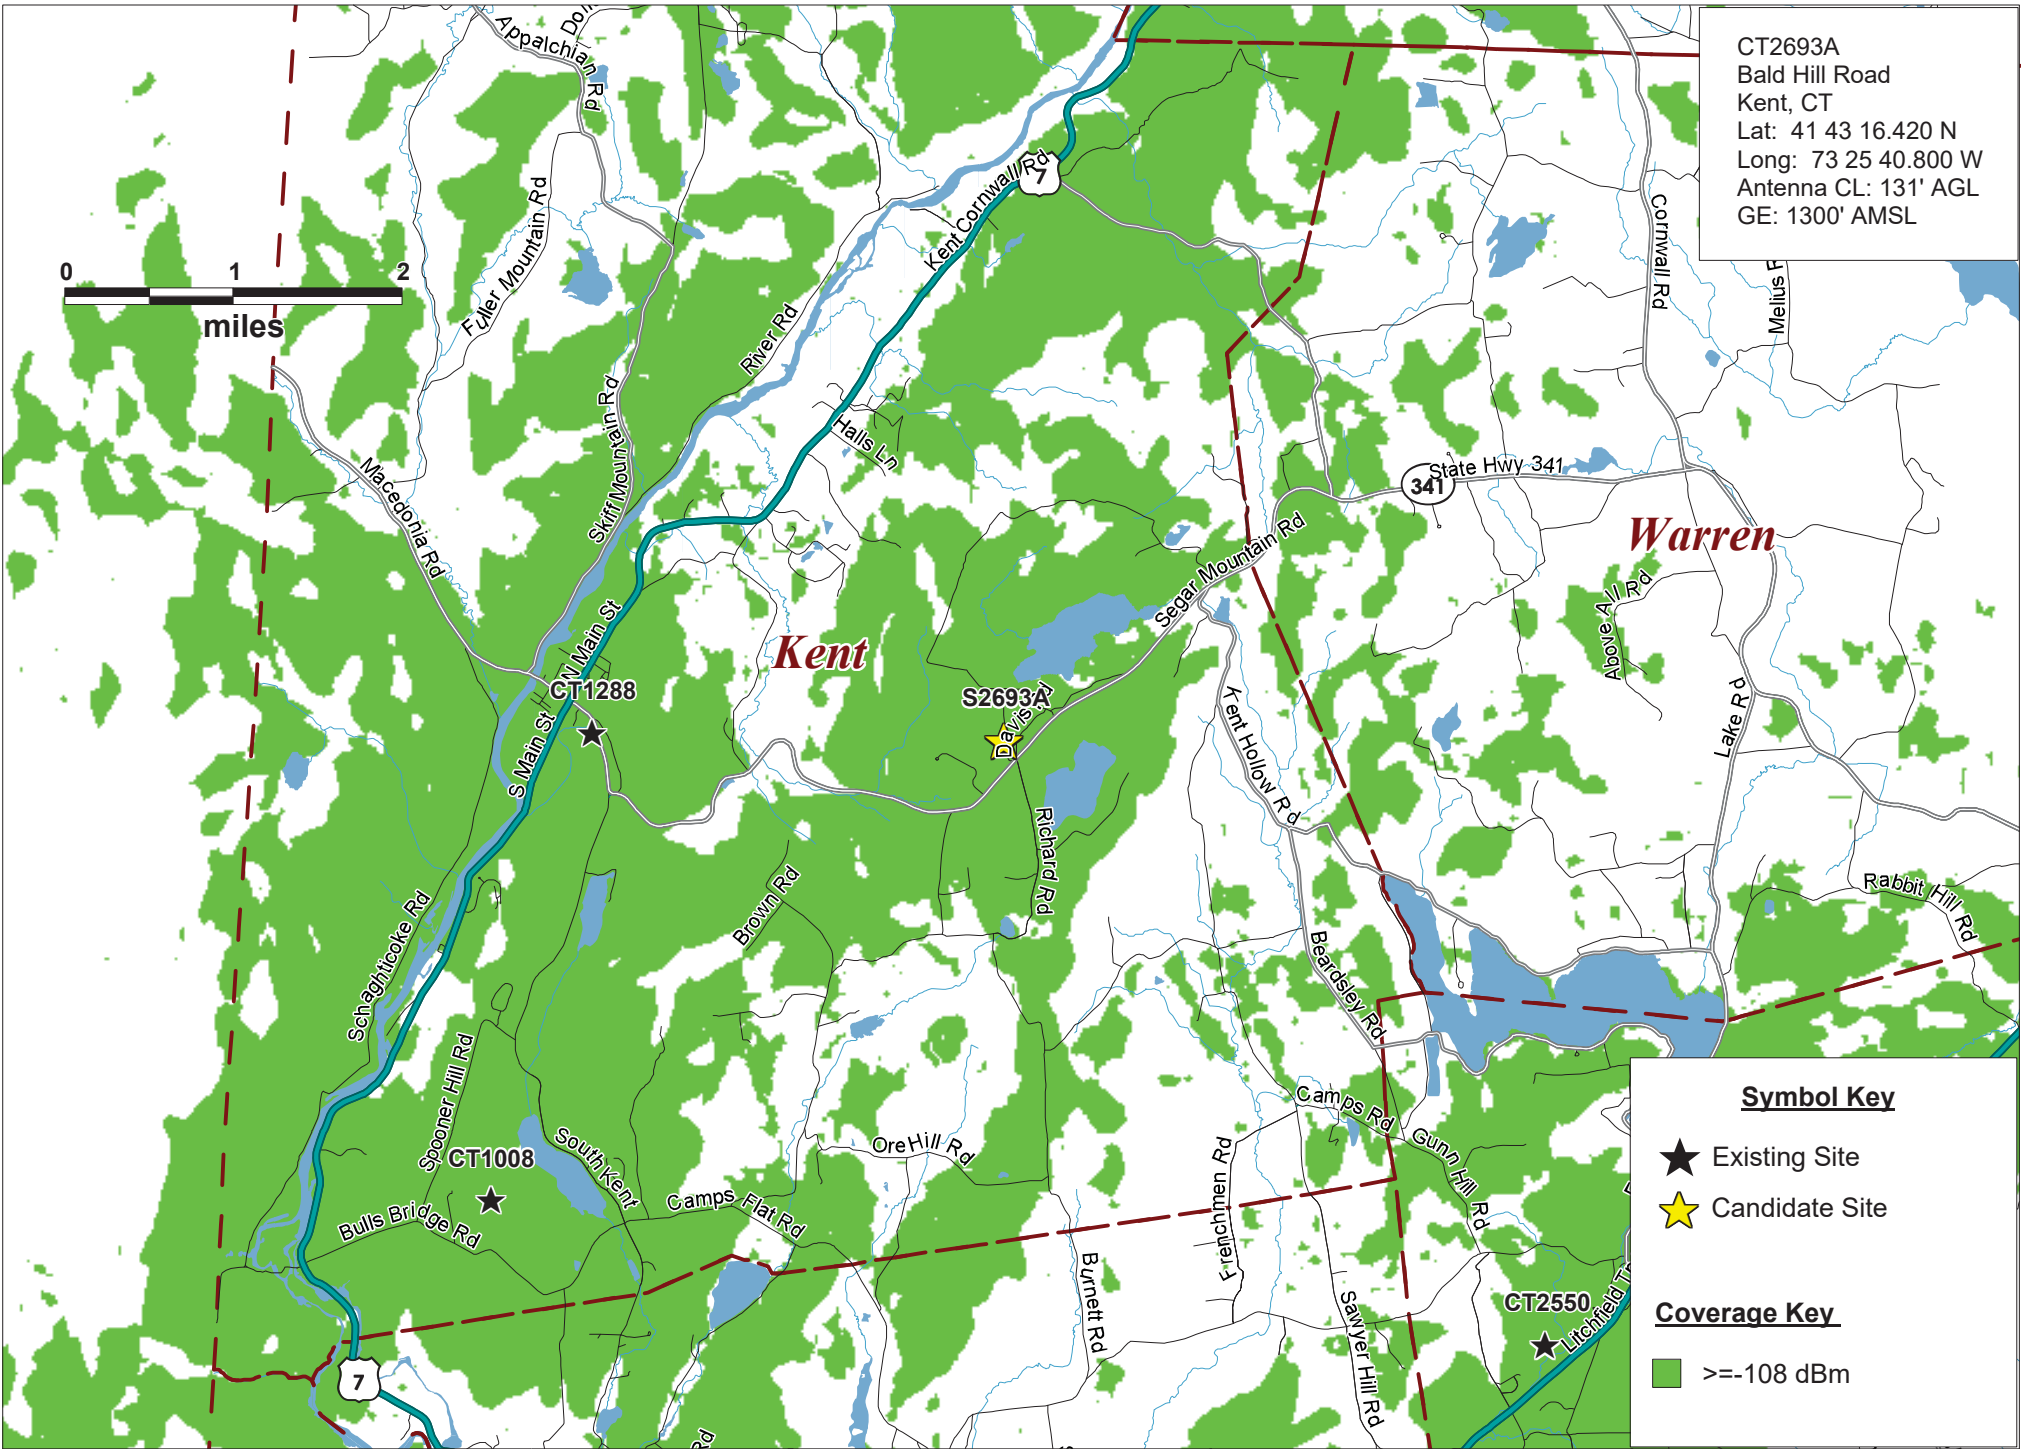 CT2693A
Bald Hill Road
Kent, CT
Lat: 41 43 16.420 N
Long: 73 25 40.800 W
Antenna CL: 131' AGL
GE: 1300' AMSL
Appalchian Rd
Fuller Mountain Rd
0 1 2
miles
Kent Cornwall Rd
7
River Rd
Cornwall Rd
Melius
Skiff Mountain Rd
Halls Ln
Macedonia Rd
State Hwy 341
341
Warren
Segar Mountain Rd
Above All Rd
N Main St
Kent
CT1288
S2693A
Davis Rd
S Main St
Kent Hollow Rd
Lake Rd
Richard Rd
Brown Rd
Rabbit Hill Rd
Schaghticoke Rd
Beardsley Rd
Spooner Hill Rd
CT1008
South Kent
Ore Hill Rd
Camps Rd
Gunn Hill Rd
Frenchmen Rd
Bulls Bridge Rd
Camps Flat Rd
Burnett Rd
Sawyer Hill Rd
CT2550
Litchfield
7
Rd
Symbol Key
Existing Site
Candidate Site
Coverage Key
>=-108 dBm